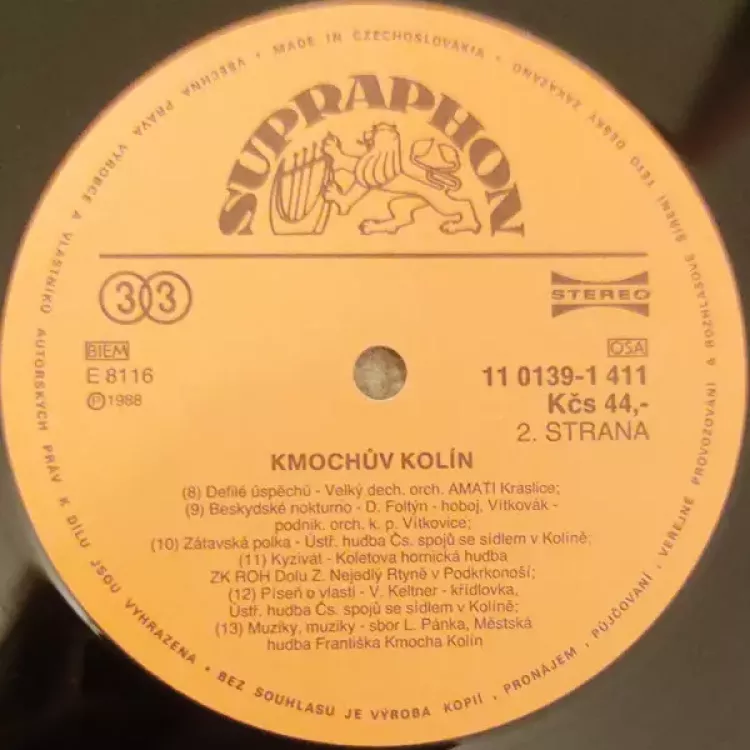 • MADE IN CZECHOSLOVAKIA •
VŠECHNA PRÁVA VÝROBCE A VLASTNÍKŮ AUTORSKÝCH PRÁV K DÍLU JSOU VYHRAZENA • BEZ SOUHLASU JE VÝROBA KOPIÍ, PRONÁJEM, PŮJČOVÁNÍ, VEŘEJNÉ PROVOZOVÁNÍ A ROZHLASOVÉ ŠÍŘENÍ TÉTO DESKY ZAKÁZÁNO
SUPRAPHON
33
STEREO
BIEM
OSA
E 8116
11 0139-1 411
Ⓟ1988
Kčs 44,-
2. STRANA
KMOCHŮV KOLÍN
(8) Defilé úspěchů - Velký dech. orch. AMATI Kraslice;
(9) Beskydské nokturno - D. Foltýn - hoboj, Vítkovák -
podnik. orch. k. p. Vítkovice;
(10) Zátavská polka - Ústř. hudba Čs. spojů se sídlem v Kolíně;
(11) Kyzivát - Koletova hornická hudba
ZK ROH Dolu Z. Nejedlý Rtyně v Podkrkonoší;
(12) Píseň o vlasti - V. Keltner - křídlovka,
Ústř. hudba Čs. spojů se sídlem v Kolíně;
(13) Muziky, muziky - sbor L. Pánka, Městská
hudba Františka Kmocha Kolín